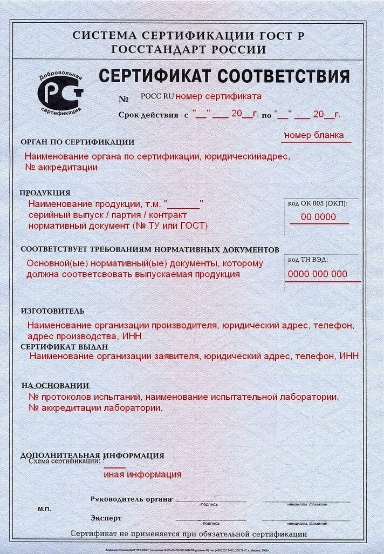 СИСТЕМА СЕРТИФИКАЦИИ ГОСТ Р
ГОССТАНДАРТ РОССИИ
Добровольная
сертификация
СЕРТИФИКАТ СООТВЕТСТВИЯ
№ РОСС RU номер сертификата
Срок действия с "__" ___ 20__г. по "__" ___ 20__г.
номер бланка
ОРГАН ПО СЕРТИФИКАЦИИ
Наименование органа по сертификации, юридическийадрес,
№ аккредитации
ПРОДУКЦИЯ
Наименование продукции, т.м. "______"
серийный выпуск / партия / контракт
нормативный документ (№ ТУ или ГОСТ)
код ОК 005 (ОКП):
00 0000
СООТВЕТСТВУЕТ ТРЕБОВАНИЯМ НОРМАТИВНЫХ ДОКУМЕНТОВ
Основной(ые) нормативный(ые) документы, которому
должна соответсвовать выпускаемая продукция
код ТН ВЭД:
0000 000 000
ИЗГОТОВИТЕЛЬ
Наименование организации производителя, юридический адрес, телефон,
адрес производства, ИНН
СЕРТИФИКАТ ВЫДАН
Наименование организации заявителя, юридический адрес, телефон, ИНН
НА ОСНОВАНИИ
№ протоколов испытаний, наименование испытательной лаборатории,
№ аккредитации лаборатории,
ДОПОЛНИТЕЛЬНАЯ ИНФОРМАЦИЯ
Схема сертификации: ___
иная информация
М.П.
Руководитель органа
подпись
инициалы, фамилия
Эксперт
подпись
инициалы, фамилия
Сертификат не применяется при обязательной сертификации